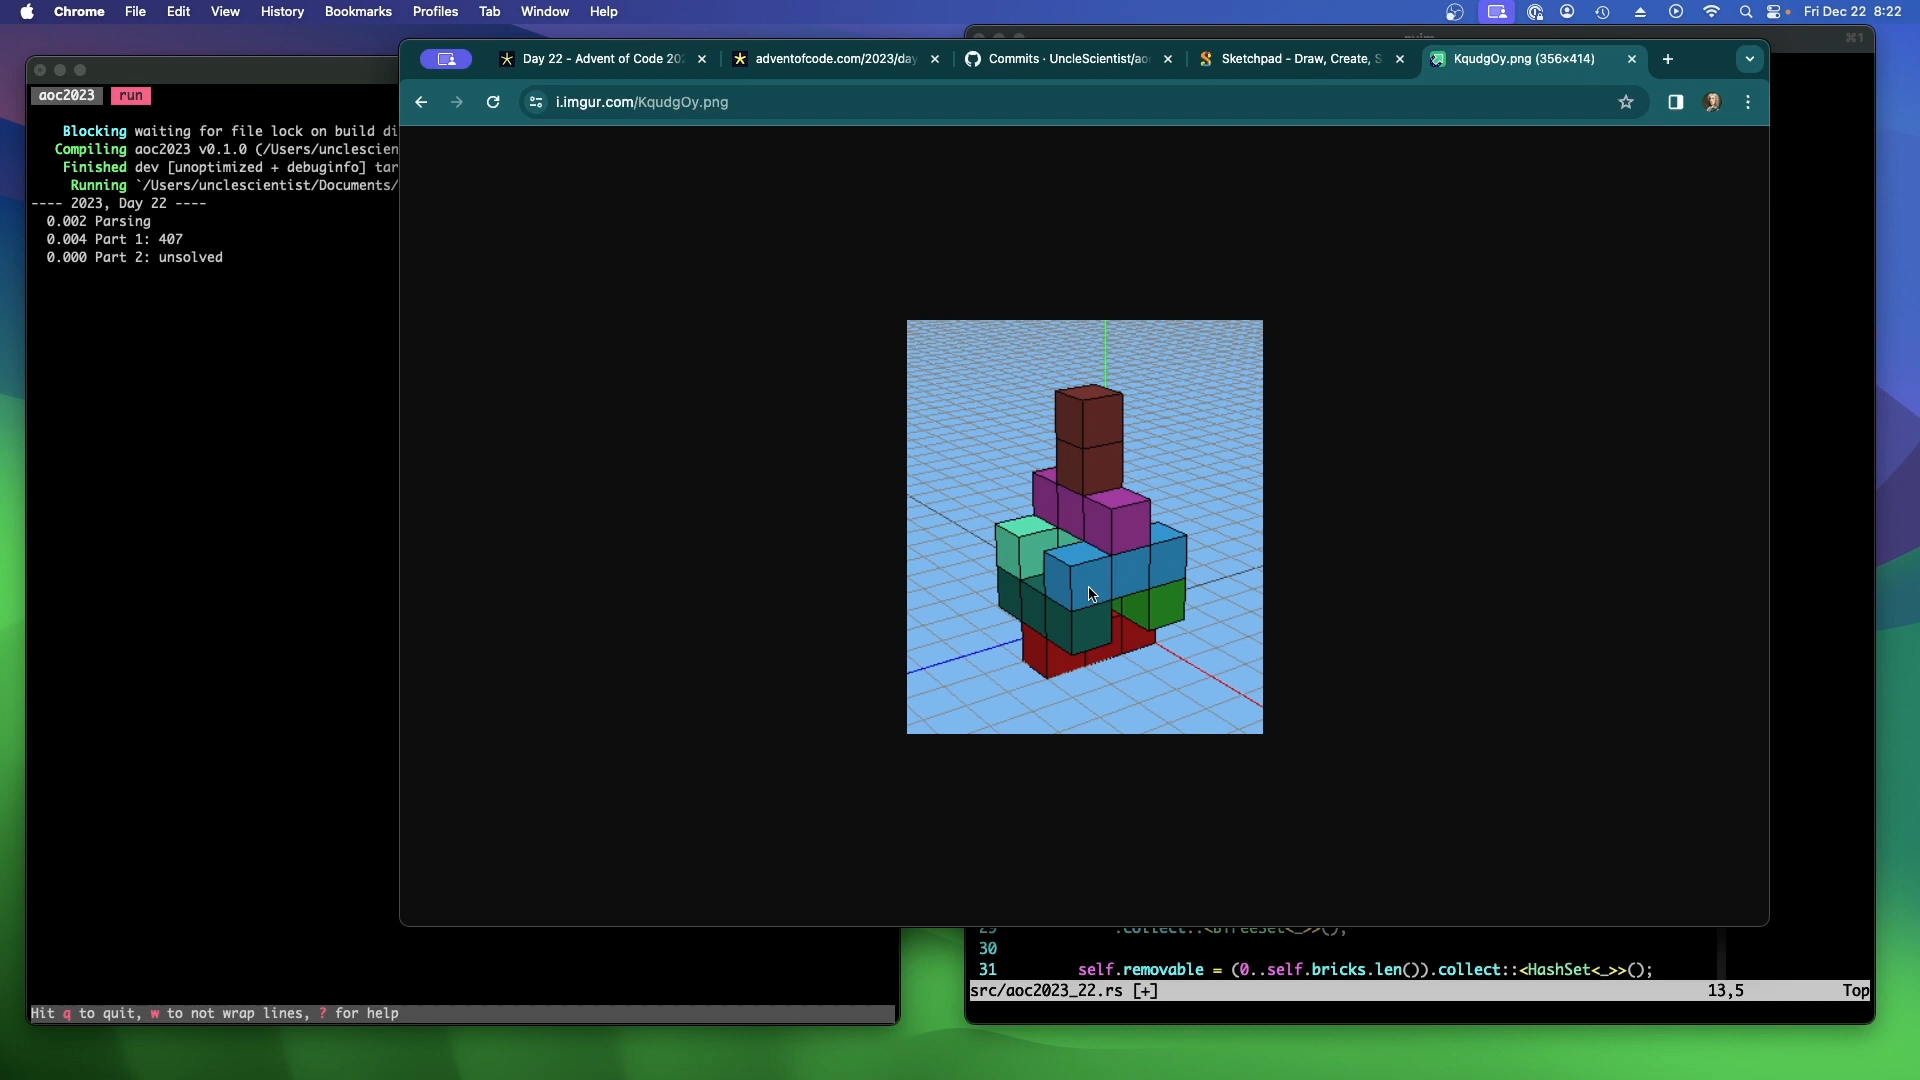 Chrome File Edit View History Bookmarks Profiles Tab Window Help Fri Dec 22 8:22
⌘1
Day 22 - Advent of Code 20
adventofcode.com/2023/day
Commits · UncleScientist/ao
Sketchpad - Draw, Create, S
KqudgOy.png (356×414)
i.imgur.com/KqudgOy.png
aoc2023 run
Blocking waiting for file lock on build di
Compiling aoc2023 v0.1.0 (/Users/unclescien
Finished dev [unoptimized + debuginfo] tar
Running `/Users/unclescientist/Documents/
---- 2023, Day 22 ----
0.002 Parsing
0.004 Part 1: 407
0.000 Part 2: unsolved
Hit q to quit, w to not wrap lines, ? for help
29 .collect::<BTreeSet<_>>();
30
31 self.removable = (0..self.bricks.len()).collect::<HashSet<_>>();
src/aoc2023_22.rs [+] 13,5 Top